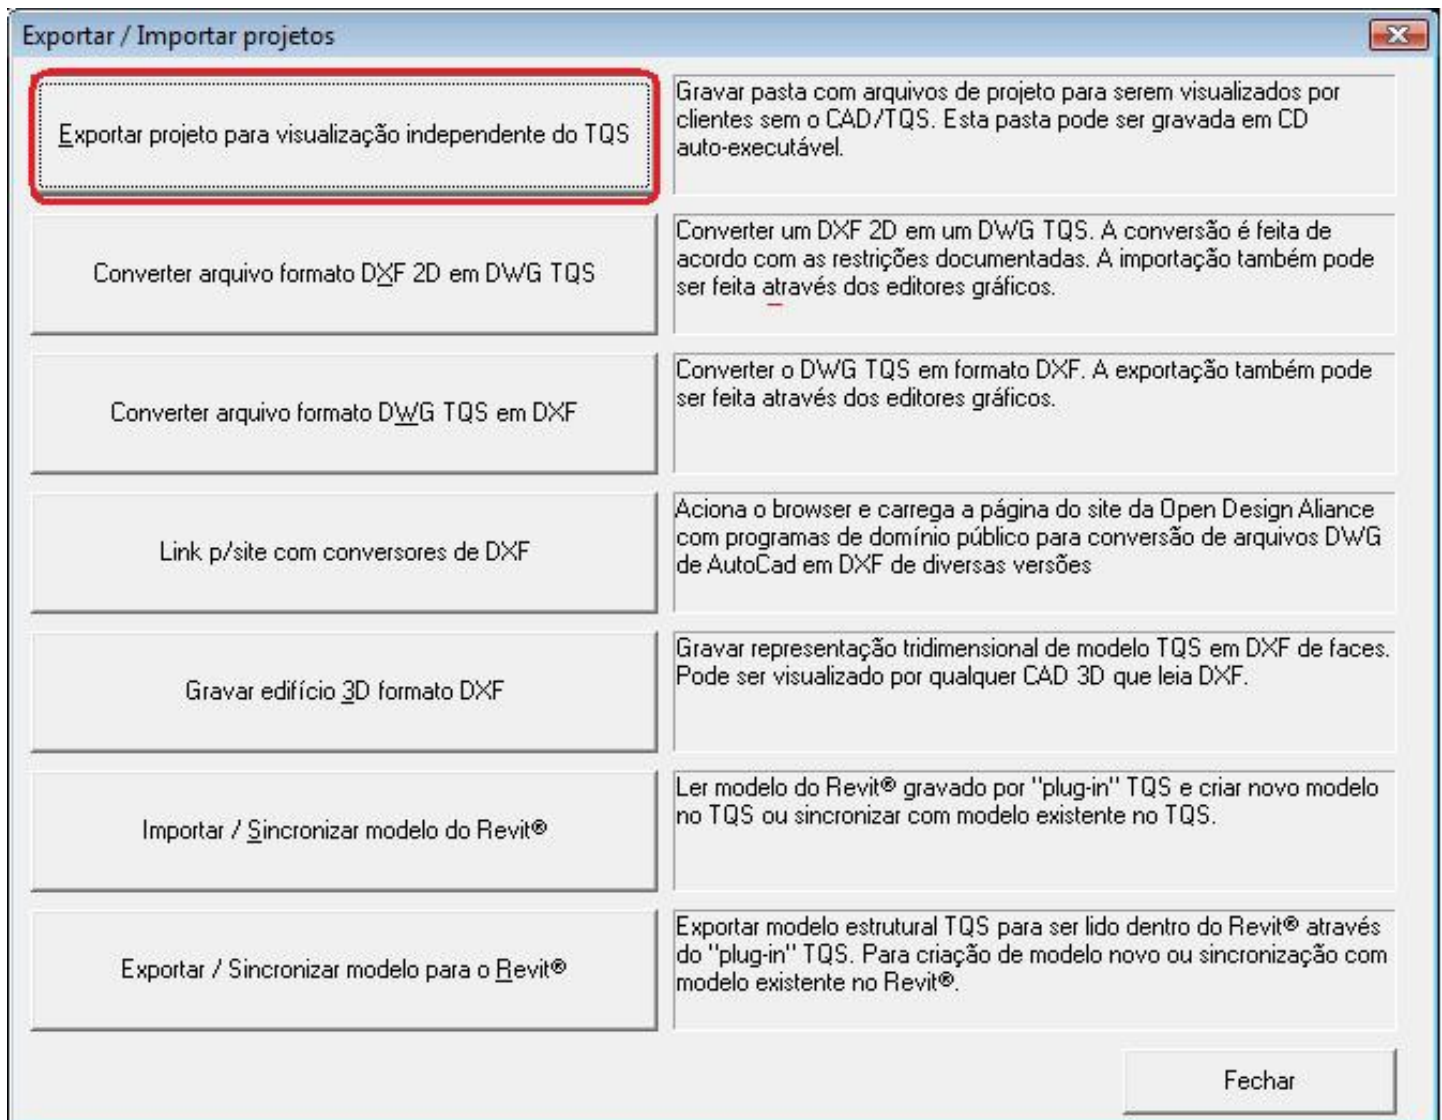 Exportar / Importar projetos
Exportar projeto para visualização independente do TQS
Gravar pasta com arquivos de projeto para serem visualizados por
clientes sem o CAD/TQS. Esta pasta pode ser gravada em CD
auto-executável.
Converter arquivo formato DXF 2D em DWG TQS
Converter um DXF 2D em um DWG TQS. A conversão é feita de
acordo com as restrições documentadas. A importação também pode
ser feita através dos editores gráficos.
Converter arquivo formato DWG TQS em DXF
Converter o DWG TQS em formato DXF. A exportação também pode
ser feita através dos editores gráficos.
Link p/site com conversores de DXF
Aciona o browser e carrega a página do site da Open Design Aliance
com programas de domínio público para conversão de arquivos DWG
de AutoCad em DXF de diversas versões
Gravar edifício 3D formato DXF
Gravar representação tridimensional de modelo TQS em DXF de faces.
Pode ser visualizado por qualquer CAD 3D que leia DXF.
Importar / Sincronizar modelo do Revit®
Ler modelo do Revit® gravado por "plug-in" TQS e criar novo modelo
no TQS ou sincronizar com modelo existente no TQS.
Exportar / Sincronizar modelo para o Revit®
Exportar modelo estrutural TQS para ser lido dentro do Revit® através
do "plug-in" TQS. Para criação de modelo novo ou sincronização com
modelo existente no Revit®.
Fechar